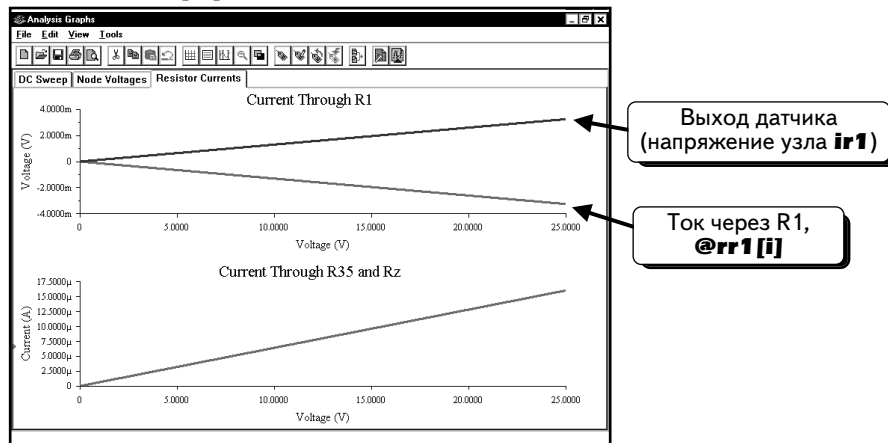 Analysis Graphs
File Edit View Tools
DC Sweep Node Voltages Resistor Currents
Current Through R1
4.0000m
2.0000m
0
-2.0000m
-4.0000m
Voltage (V)
0 5.0000 10.0000 15.0000 20.0000 25.0000
Voltage (V)
Выход датчика
(напряжение узла ir1)
Ток через R1,
@rr1[i]
Current Through R35 and Rz
17.5000µ
15.0000µ
12.5000µ
10.0000µ
7.5000µ
5.0000µ
2.5000µ
0
Current (A)
0 5.0000 10.0000 15.0000 20.0000 25.0000
Voltage (V)